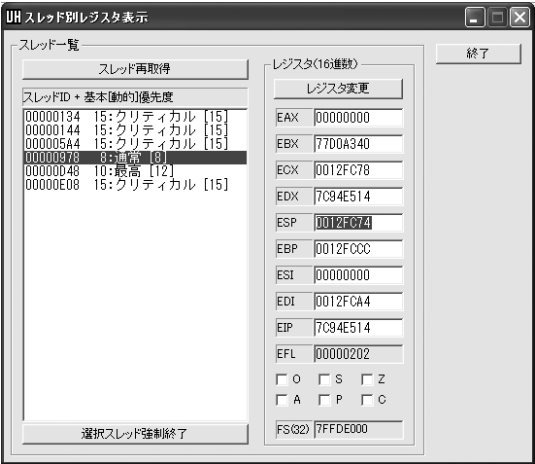 UH スレッド別レジスタ表示
スレッド一覧
スレッド再取得
スレッドID + 基本[動的]優先度
00000134 15:クリティカル [15]
00000144 15:クリティカル [15]
000005A4 15:クリティカル [15]
00000978 8:通常 [8]
00000D48 10:最高 [12]
00000E08 15:クリティカル [15]
選択スレッド強制終了
レジスタ(16進数)
レジスタ変更
EAX 00000000
EBX 77D0A340
ECX 0012FC78
EDX 7C94E514
ESP 0012FC74
EBP 0012FCCC
ESI 00000000
EDI 0012FCA4
EIP 7C94E514
EFL 00000202
O S Z
A P C
FS(32) 7FFDE000
終了